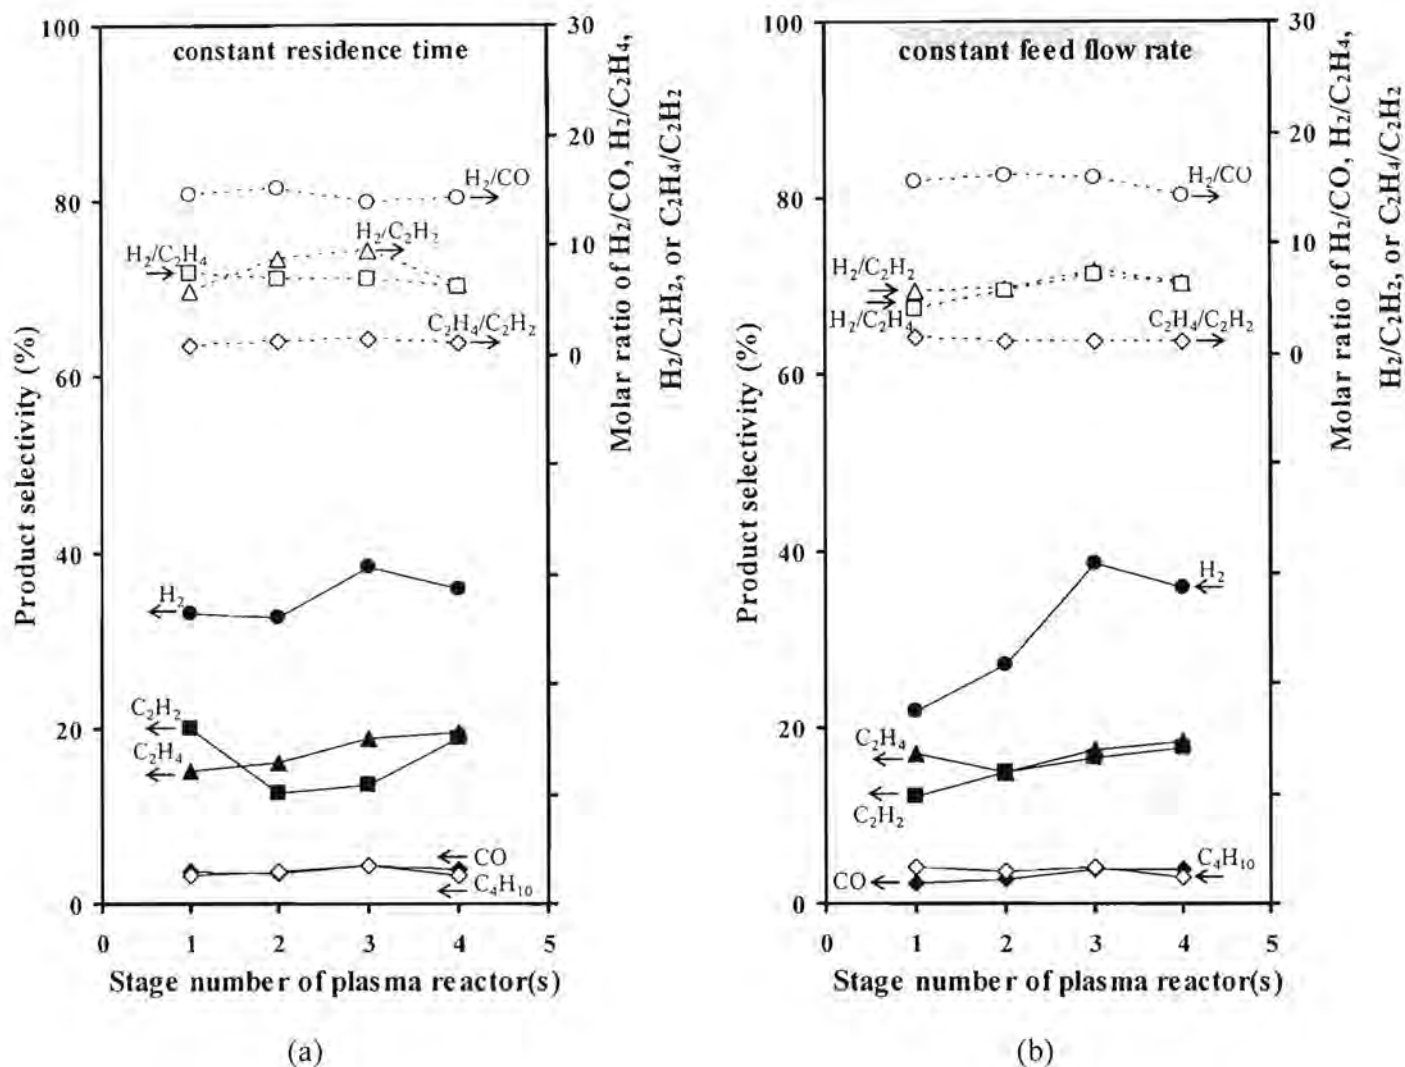 constant residence time
Product selectivity (%)
100
80
60
40
20
0
30
20
10
0
Molar ratio of H₂/CO, H₂/C₂H₄,
H₂/C₂H₂, or C₂H₄/C₂H₂
H₂/CO
H₂/C₂H₂
H₂/C₂H₄
C₂H₄/C₂H₂
H₂
C₂H₂
C₂H₄
CO
C₄H₁₀
0 1 2 3 4 5
Stage number of plasma reactor(s)
(a)
constant feed flow rate
Product selectivity (%)
100
80
60
40
20
0
30
20
10
0
Molar ratio of H₂/CO, H₂/C₂H₄,
H₂/C₂H₂, or C₂H₄/C₂H₂
H₂/CO
H₂/C₂H₂
H₂/C₂H₄
C₂H₄/C₂H₂
H₂
C₂H₄
C₂H₂
C₄H₁₀
CO
0 1 2 3 4 5
Stage number of plasma reactor(s)
(b)